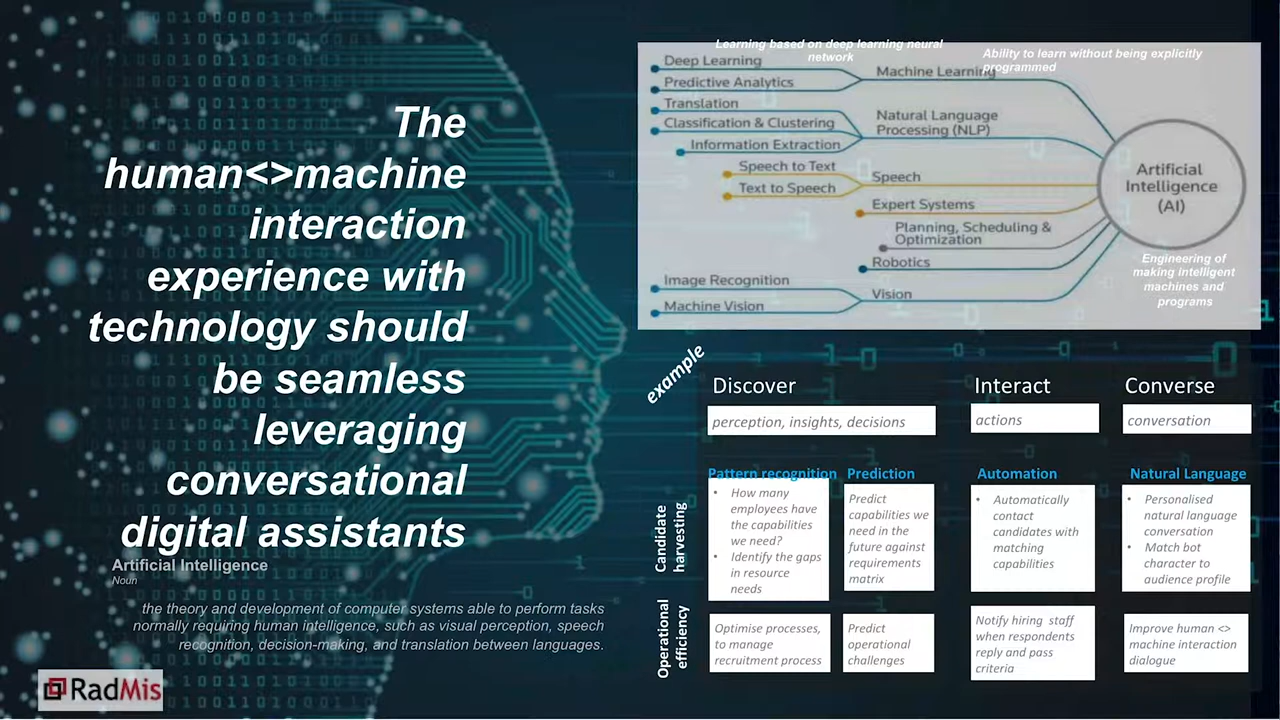 The
human<>machine
interaction
experience with
technology should
be seamless
leveraging
conversational
digital assistants
Artificial Intelligence
Noun
the theory and development of computer systems able to perform tasks
normally requiring human intelligence, such as visual perception, speech
recognition, decision-making, and translation between languages.
RadMis
Learning based on deep learning neural
network
Ability to learn without being explicitly
programmed
Deep Learning
Predictive Analytics
Machine Learning
Translation
Classification & Clustering
Information Extraction
Natural Language
Processing (NLP)
Speech to Text
Text to Speech
Speech
Expert Systems
Planning, Scheduling &
Optimization
Robotics
Image Recognition
Machine Vision
Vision
Artificial
Intelligence
(AI)
Engineering of
making intelligent
machines and
programs
example
Discover
Interact
Converse
perception, insights, decisions
actions
conversation
Pattern recognition
Prediction
Automation
Natural Language
Candidate
harvesting
• How many
employees have
the capabilities
we need?
• Identify the gaps
in resource
needs
Predict
capabilities we
need in the
future against
requirements
matrix
• Automatically
contact
candidates with
matching
capabilities
• Personalised
natural language
conversation
• Match bot
character to
audience profile
Operational
efficiency
Optimise processes,
to manage
recruitment process
Predict
operational
challenges
Notify hiring staff
when respondents
reply and pass
criteria
Improve human <>
machine interaction
dialogue